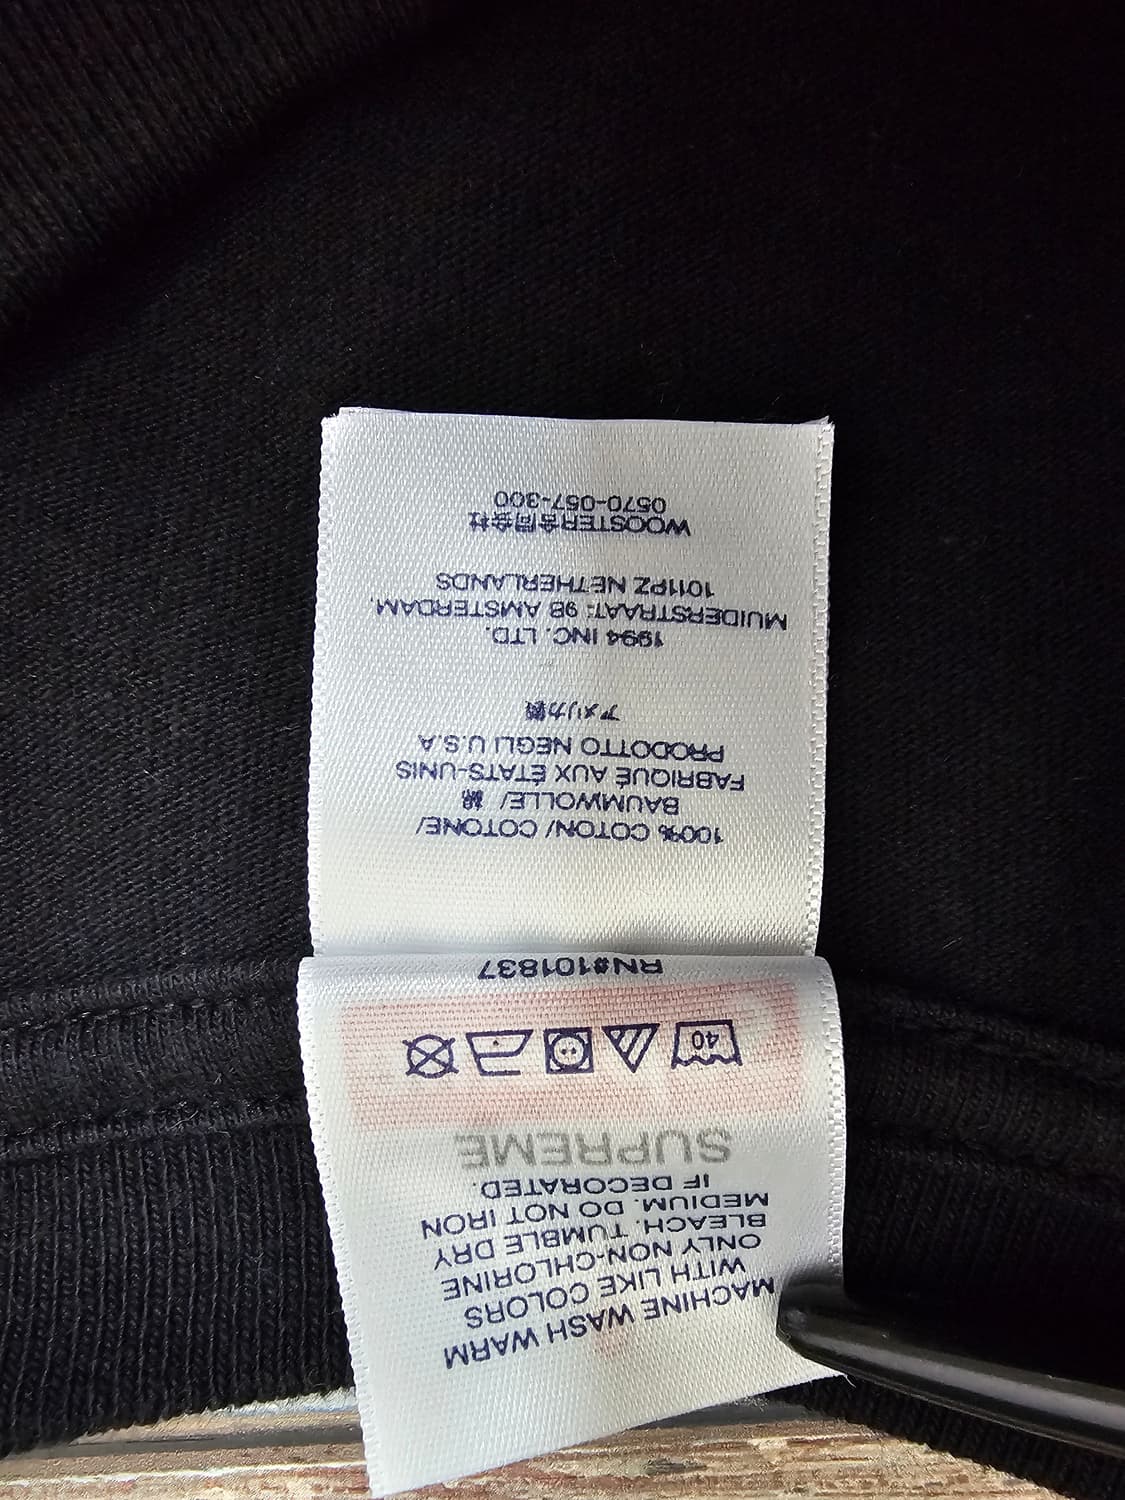 MACHINE WASH WARM
WITH LIKE COLORS
ONLY NON-CHLORINE
BLEACH. TUMBLE DRY
MEDIUM. DO NOT IRON
IF DECORATED.
SUPREME
40
RN#101837
100% COTON/ COTONE/
BAUMWOLLE/ 綿
FABRIQUÉ AUX ÉTATS-UNIS
PRODOTTO NEGLI U.S.A
アメリカ製
1994 INC. LTD.
MUIDERSTRAAT: 9B AMSTERDAM,
1011PZ NETHERLANDS
WOOSTER合同会社
0570-057-300